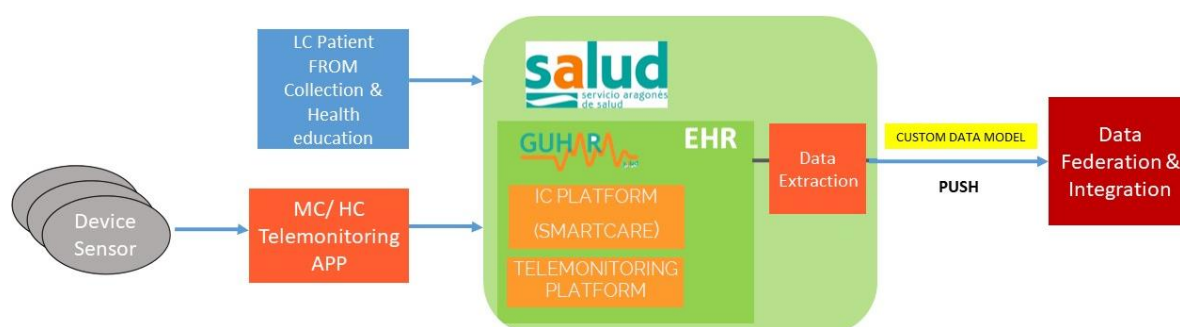 LC Patient
FROM
Collection &
Health
education
salud
servicio aragonés
de salud
GUHARA
EHR
IC PLATFORM
(SMARTCARE)
TELEMONITORING
PLATFORM
Device
Sensor
MC/ HC
Telemonitoring
APP
Data
Extraction
CUSTOM DATA MODEL
PUSH
Data
Federation &
Integration